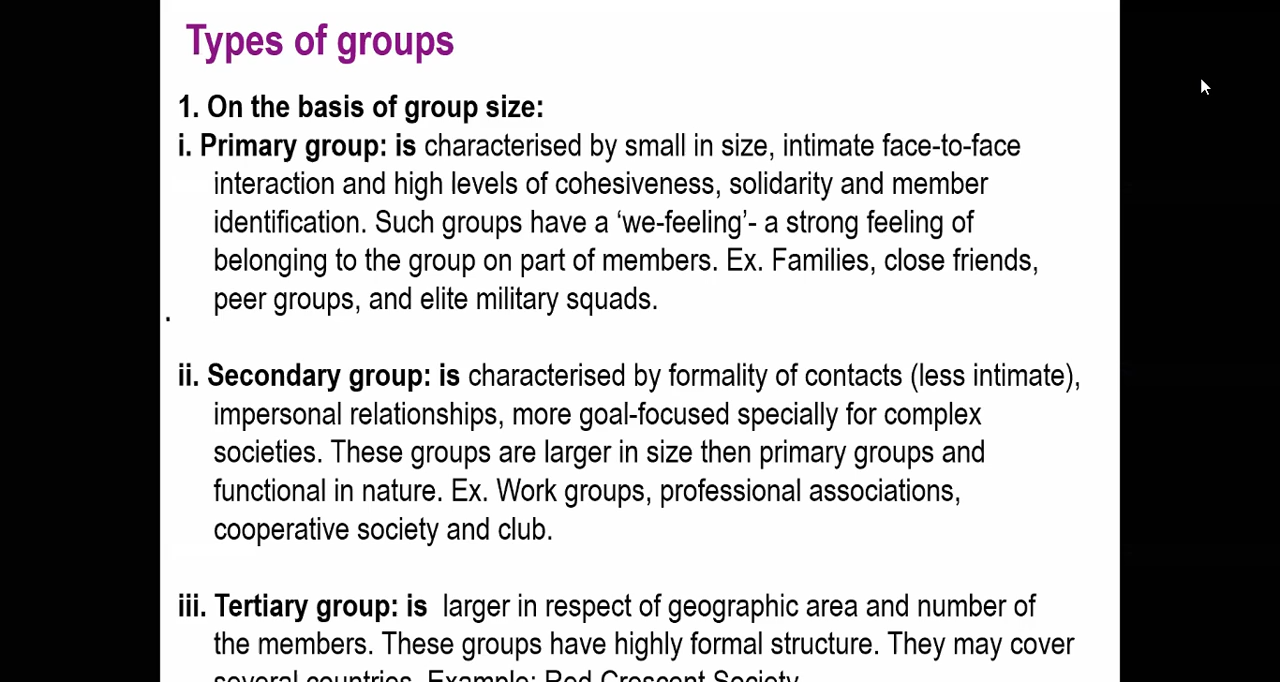 Types of groups
1. On the basis of group size:
i. Primary group: is characterised by small in size, intimate face-to-face
interaction and high levels of cohesiveness, solidarity and member
identification. Such groups have a ‘we-feeling’- a strong feeling of
belonging to the group on part of members. Ex. Families, close friends,
peer groups, and elite military squads.
.
ii. Secondary group: is characterised by formality of contacts (less intimate),
impersonal relationships, more goal-focused specially for complex
societies. These groups are larger in size then primary groups and
functional in nature. Ex. Work groups, professional associations,
cooperative society and club.
iii. Tertiary group: is larger in respect of geographic area and number of
the members. These groups have highly formal structure. They may cover
several countries. Example: Red Crescent Society.